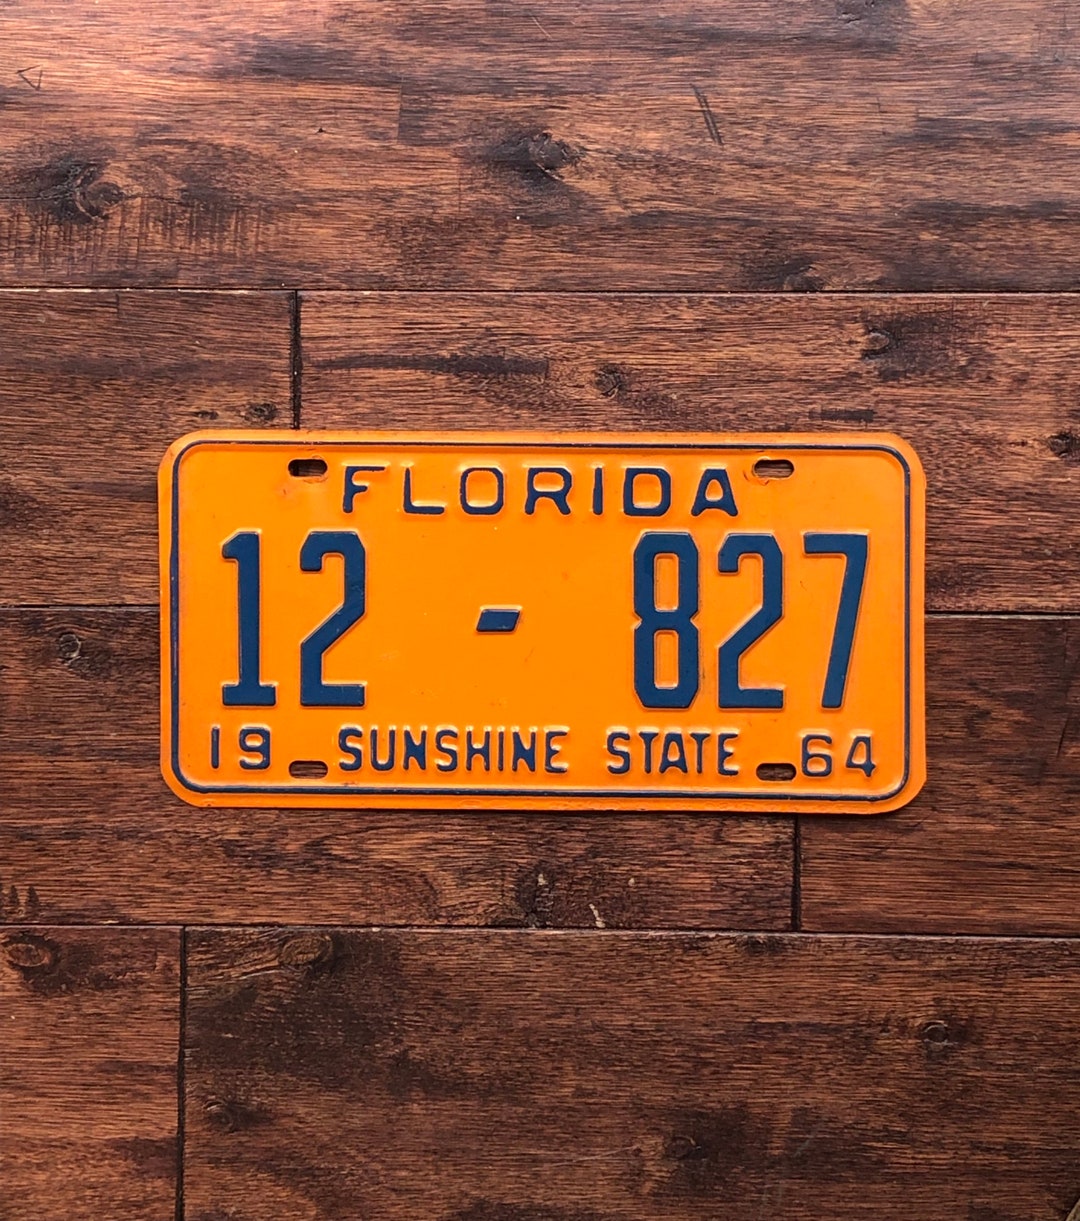 FLORIDA
12 - 827
19 SUNSHINE STATE 64